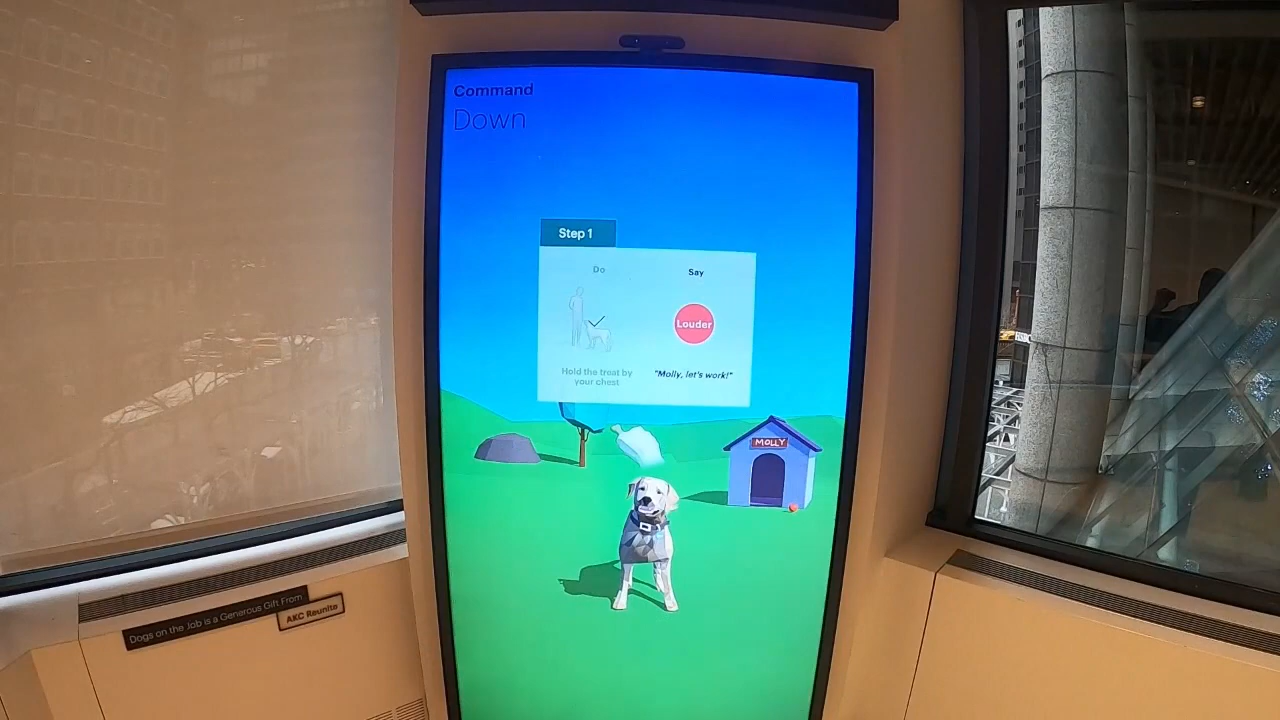 Command
Down
Step 1
Do
Say
Louder
Hold the treat by
your chest
"Molly, let's work!"
MOLLY
Dogs on the Job is a Generous Gift From
AKC Reunite